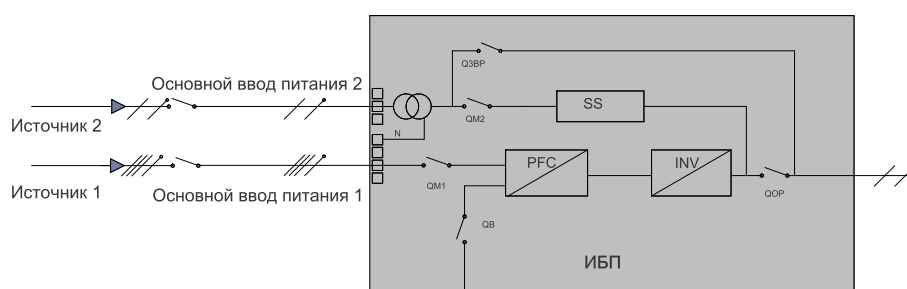 Q3BP
Основной ввод питания 2
SS
QM2
Источник 2
N
PFC
INV
Источник 1
Основной ввод питания 1
QM1
QOP
QB
ИБП